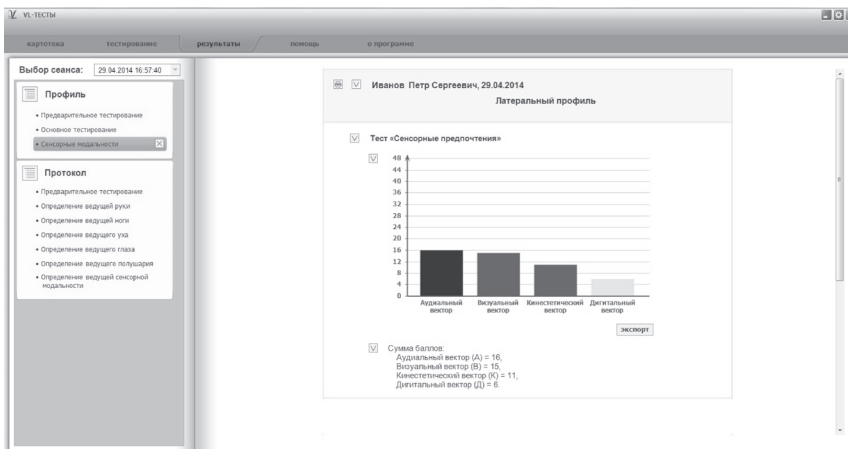 VL-ТЕСТЫ
картотека тестирование результаты помощь о программе
Выбор сеанса: 29.04.2014 16:57:40
Профиль
• Предварительное тестирование
• Основное тестирование
• Сенсорные модальности
Протокол
• Предварительное тестирование
• Определение ведущей руки
• Определение ведущей ноги
• Определение ведущего уха
• Определение ведущего глаза
• Определение ведущего полушария
• Определение ведущей сенсорной
модальности
Иванов Петр Сергеевич, 29.04.2014
Латеральный профиль
Тест «Сенсорные предпочтения»
48
44
40
36
32
28
24
20
16
12
8
4
0
Аудиальный вектор
Визуальный вектор
Кинестетический вектор
Дигитальный вектор
экспорт
Сумма баллов:
Аудиальный вектор (А) = 16,
Визуальный вектор (В) = 15,
Кинестетический вектор (К) = 11,
Дигитальный вектор (Д) = 6.